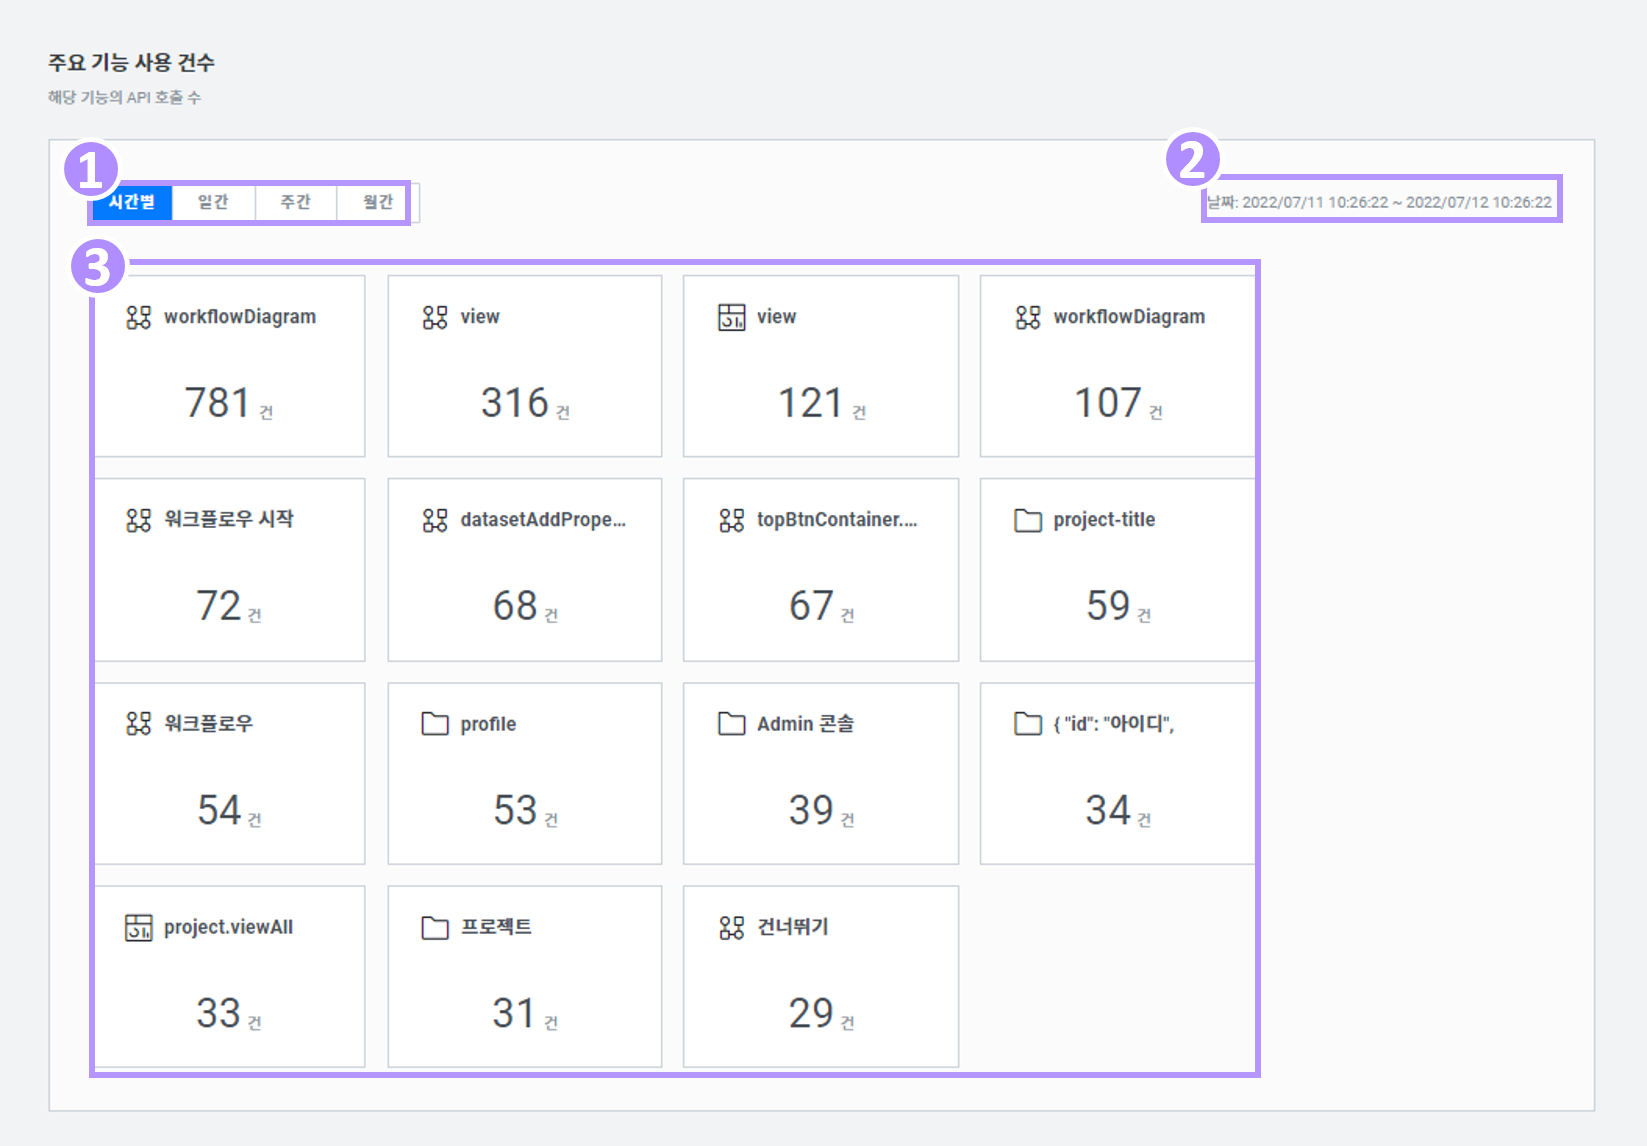 주요 기능 사용 건수
해당 기능의 API 호출 수
1
2
시간별 일간 주간 월간
날짜: 2022/07/11 10:26:22 ~ 2022/07/12 10:26:22
3
workflowDiagram
781 건
view
316 건
view
121 건
workflowDiagram
107 건
워크플로우 시작
72 건
datasetAddPrope...
68 건
topBtnContainer....
67 건
project-title
59 건
워크플로우
54 건
profile
53 건
Admin 콘솔
39 건
{ "id": "아이디",
34 건
project.viewAll
33 건
프로젝트
31 건
건너뛰기
29 건